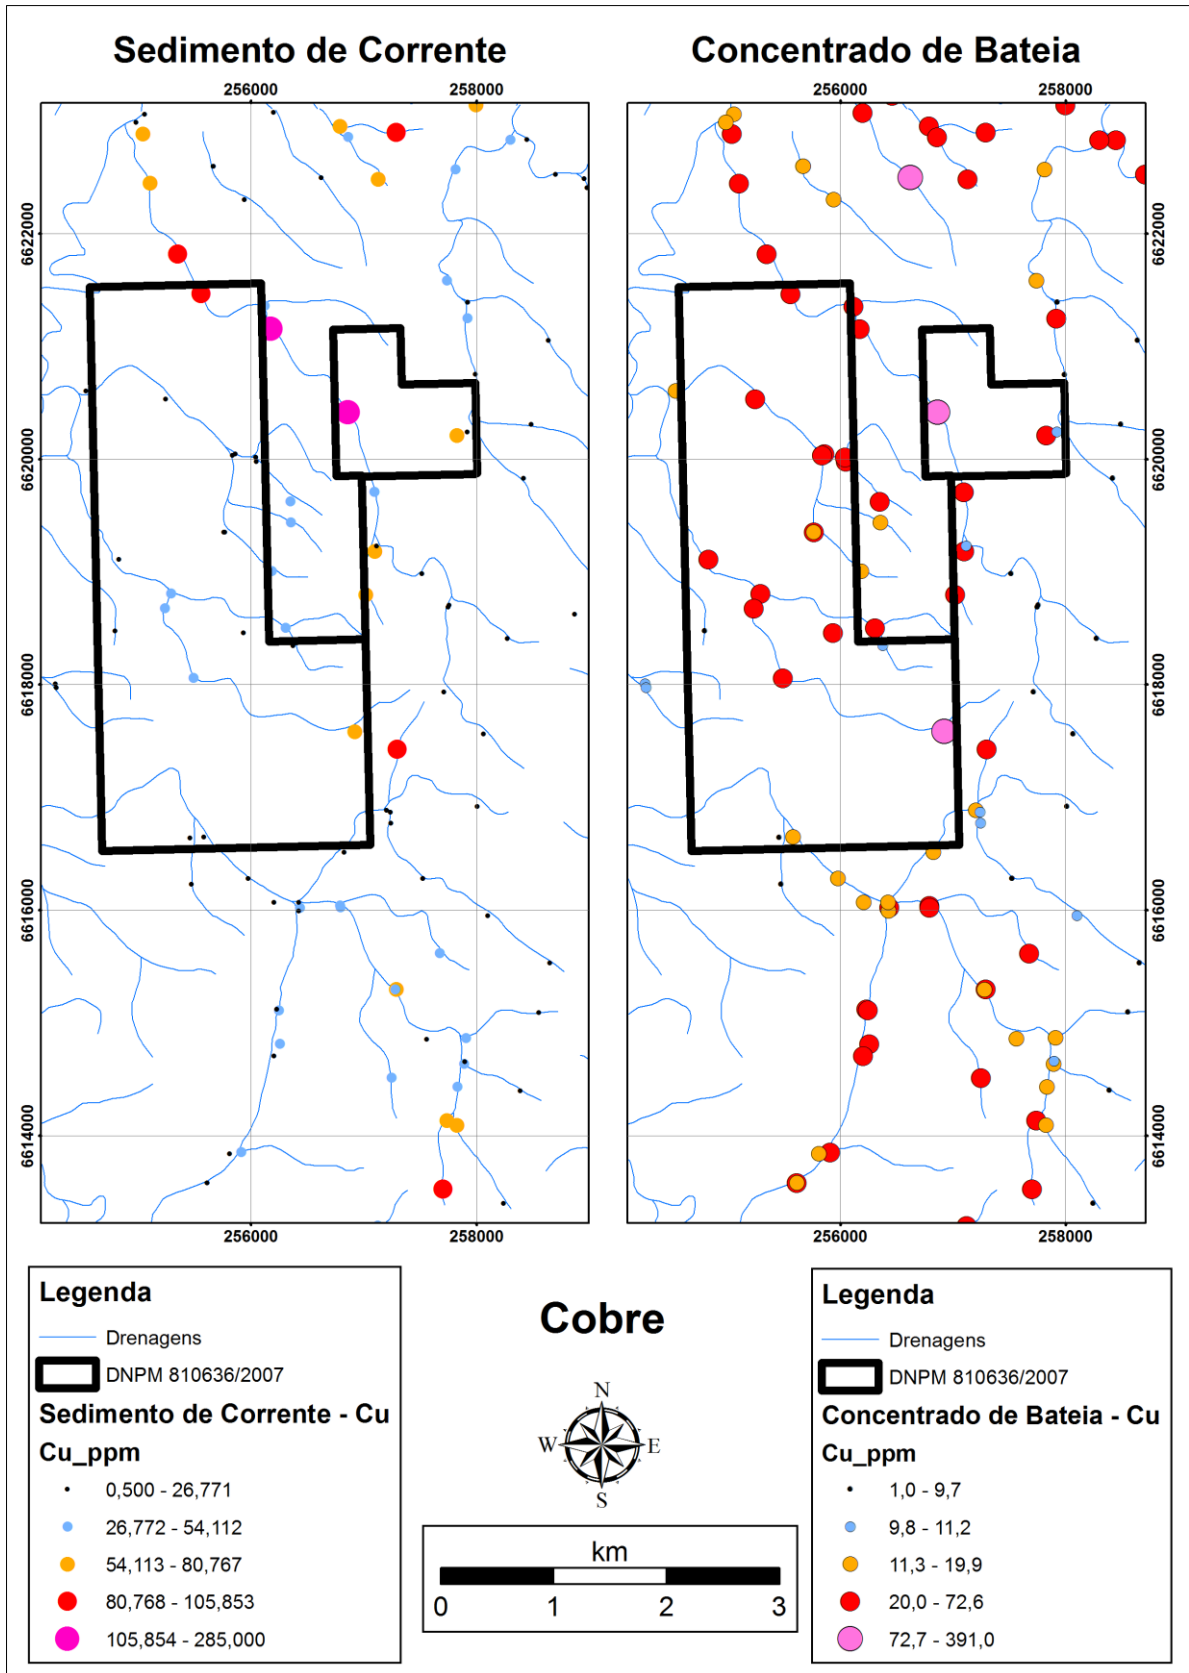 Sedimento de Corrente
Concentrado de Bateia
256000
258000
256000
258000
6622000
6622000
6620000
6620000
6618000
6618000
6616000
6616000
6614000
6614000
256000
258000
256000
258000
Legenda
Drenagens
DNPM 810636/2007
Sedimento de Corrente - Cu
Cu_ppm
0,500 - 26,771
26,772 - 54,112
54,113 - 80,767
80,768 - 105,853
105,854 - 285,000
Cobre
N
W
E
S
km
0
1
2
3
Legenda
Drenagens
DNPM 810636/2007
Concentrado de Bateia - Cu
Cu_ppm
1,0 - 9,7
9,8 - 11,2
11,3 - 19,9
20,0 - 72,6
72,7 - 391,0